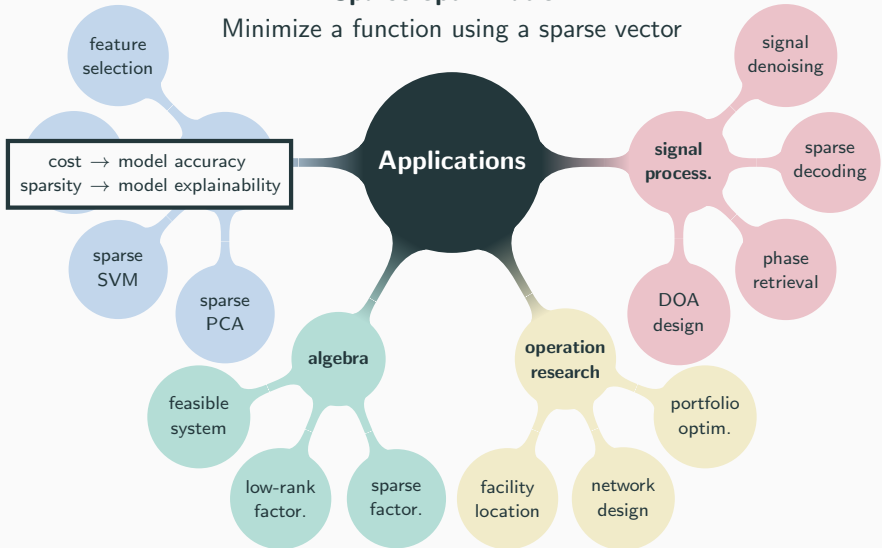 Minimize a function using a sparse vector
feature
selection
cost → model accuracy
sparsity → model explainability
sparse
SVM
sparse
PCA
Applications
signal
process.
signal
denoising
sparse
decoding
phase
retrieval
DOA
design
algebra
feasible
system
low-rank
factor.
sparse
factor.
operation
research
portfolio
optim.
facility
location
network
design